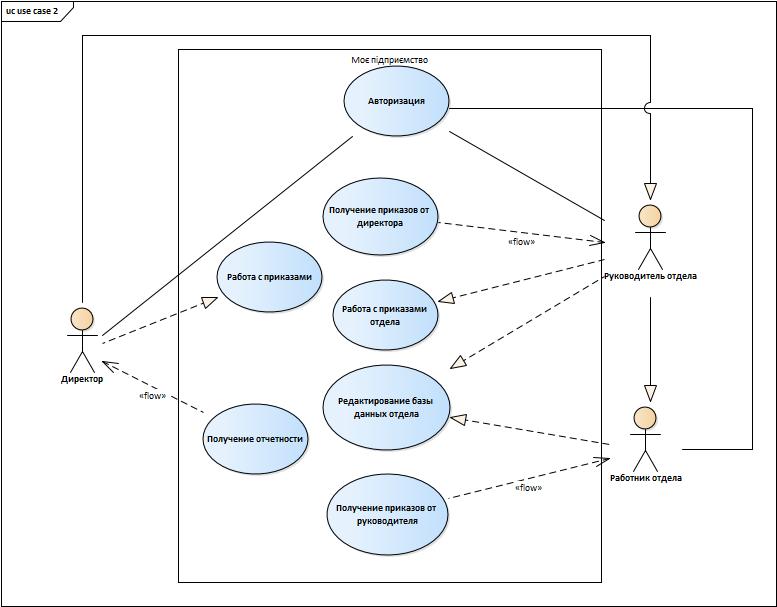 uc use case 2
Моє підприємство
Авторизация
Получение приказов от
директора
«flow»
Работа с приказами
Руководитель отдела
Работа с приказами
отдела
Директор
«flow»
Редактирование базы
данных отдела
Получение отчетности
Работник отдела
«flow»
Получение приказов от
руководителя